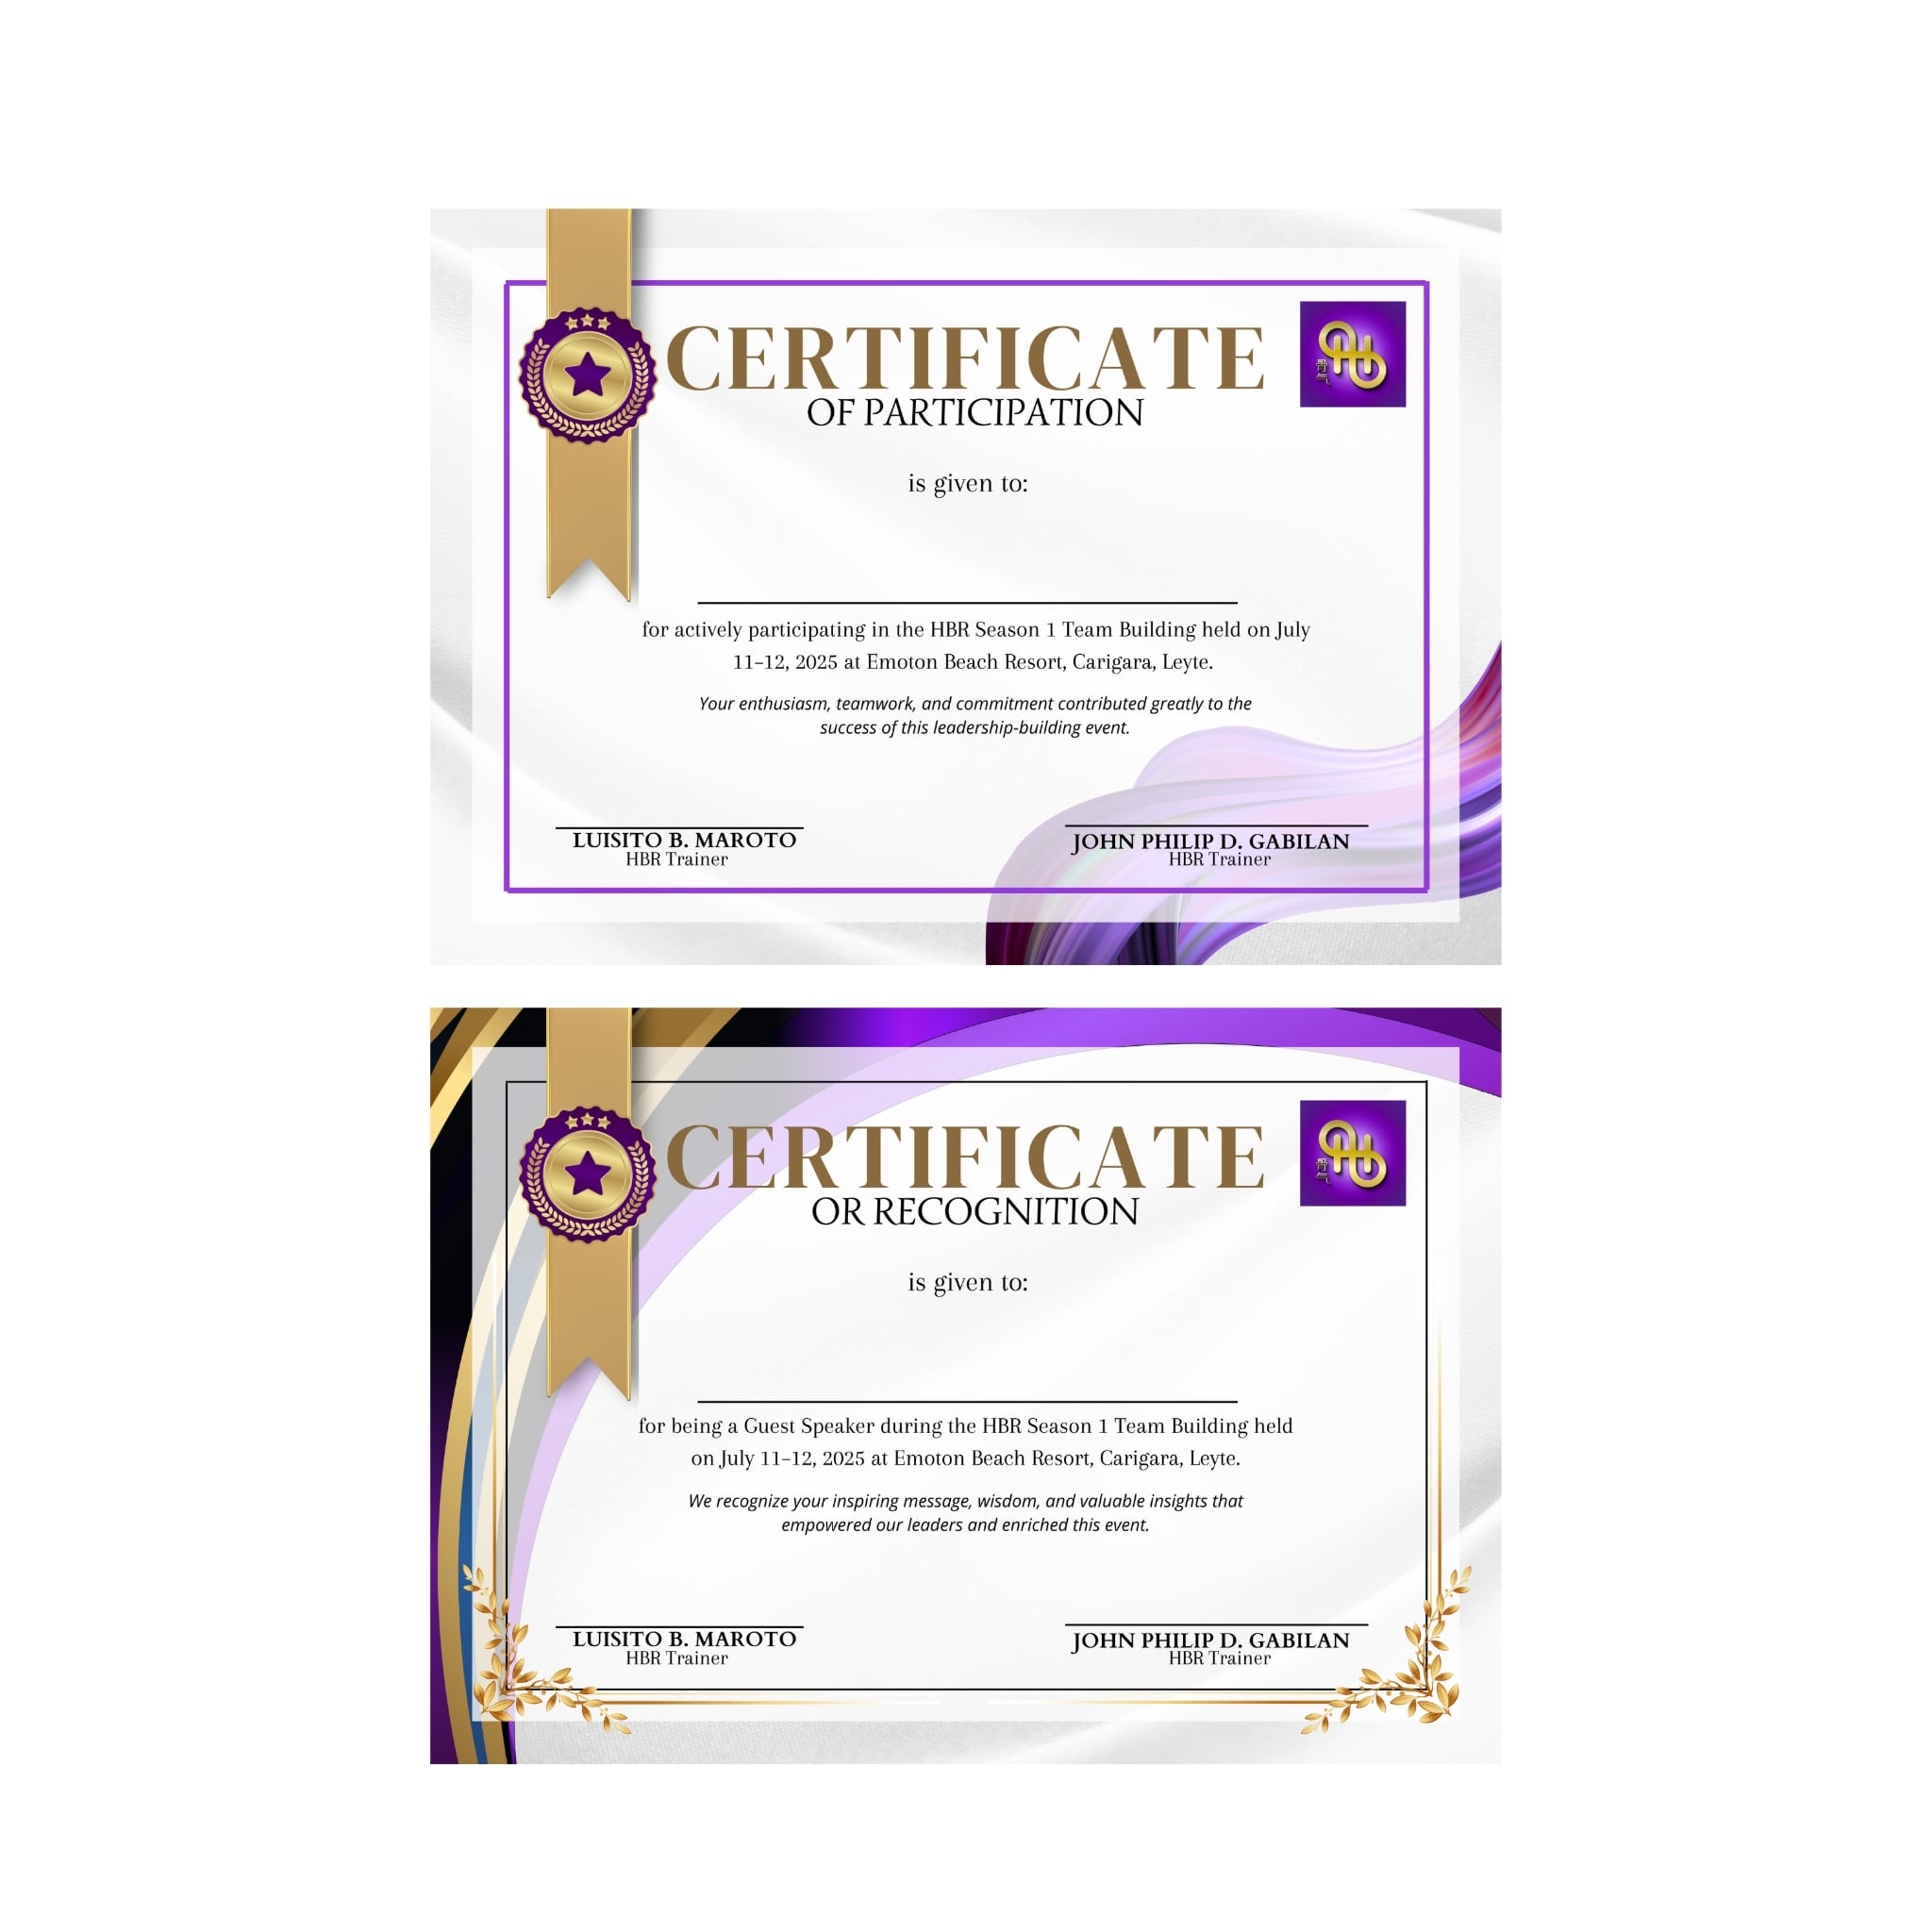 CERTIFICATE
OF PARTICIPATION
is given to:
for actively participating in the HBR Season 1 Team Building held on July
11–12, 2025 at Emoton Beach Resort, Carigara, Leyte.
Your enthusiasm, teamwork, and commitment contributed greatly to the
success of this leadership-building event.
LUISITO B. MAROTO
HBR Trainer
JOHN PHILIP D. GABILAN
HBR Trainer
CERTIFICATE
OR RECOGNITION
is given to:
for being a Guest Speaker during the HBR Season 1 Team Building held
on July 11–12, 2025 at Emoton Beach Resort, Carigara, Leyte.
We recognize your inspiring message, wisdom, and valuable insights that
empowered our leaders and enriched this event.
LUISITO B. MAROTO
HBR Trainer
JOHN PHILIP D. GABILAN
HBR Trainer